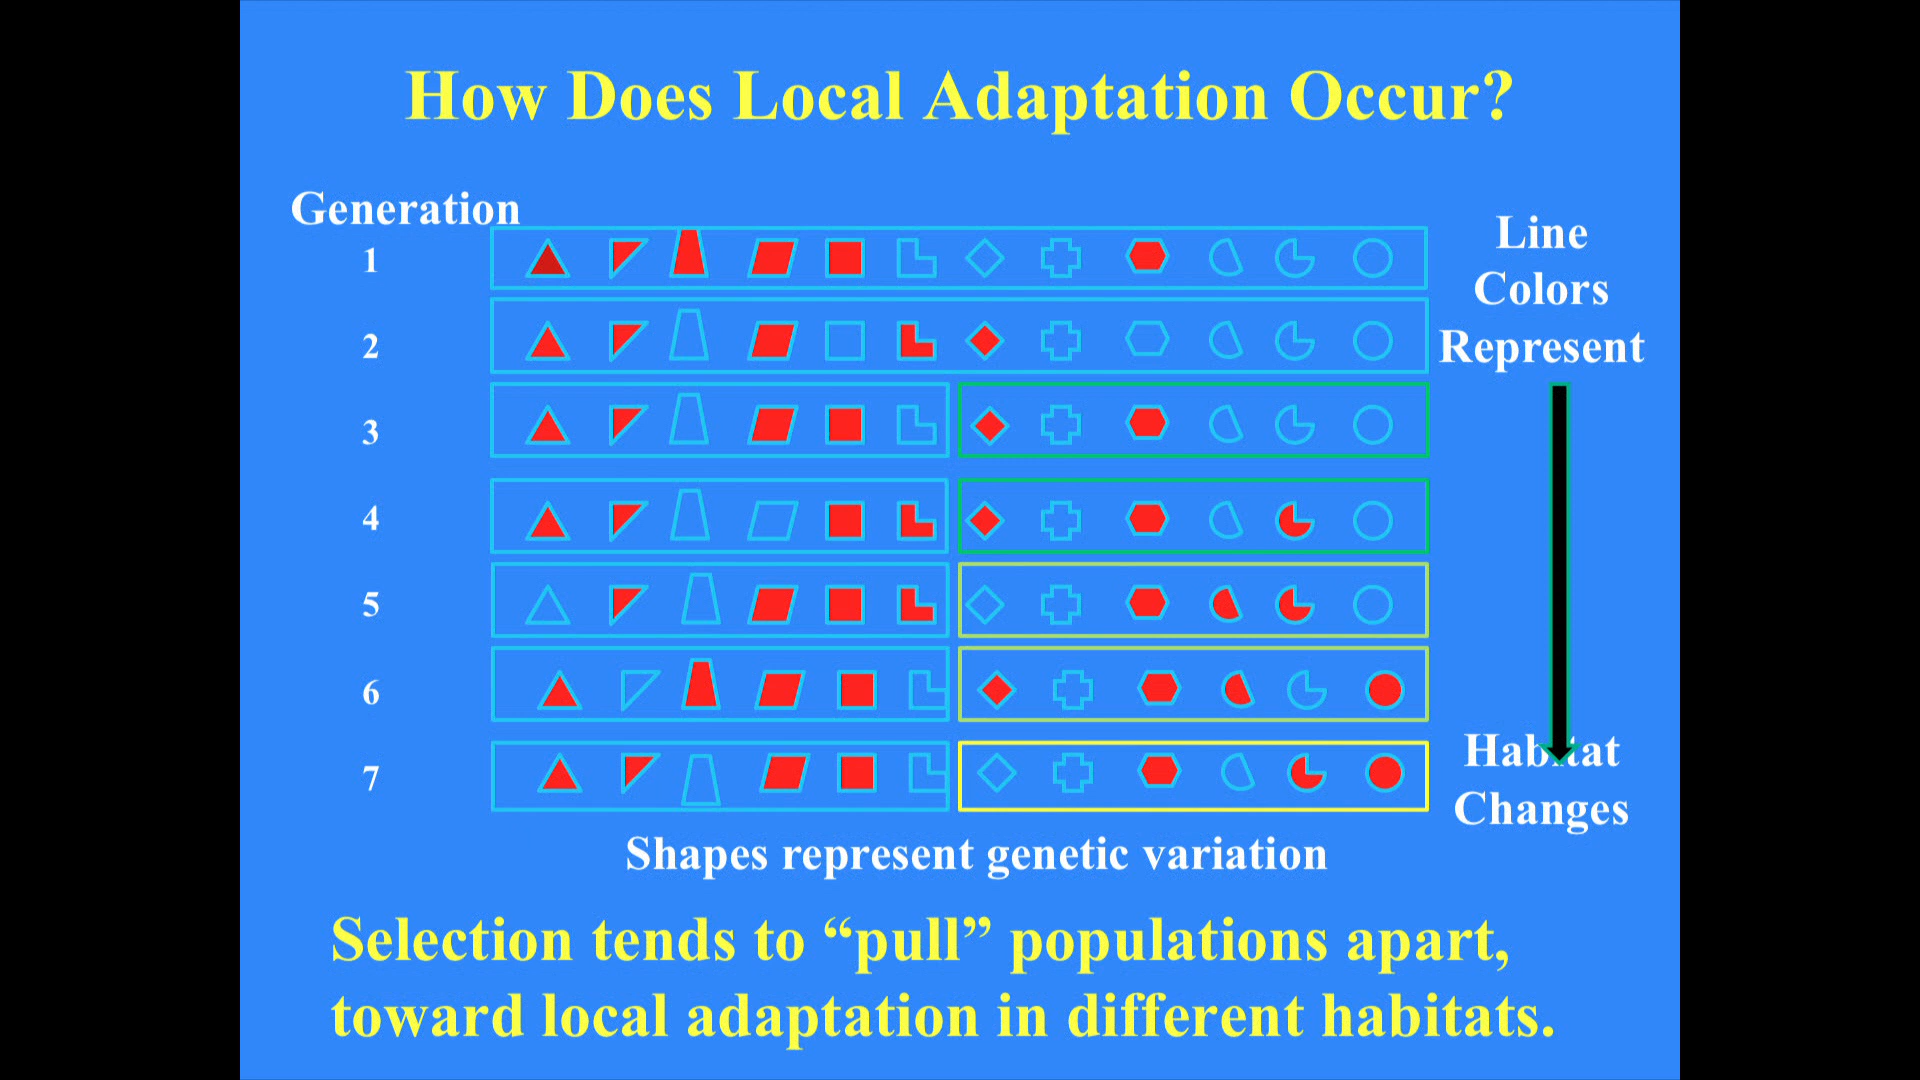 How Does Local Adaptation Occur?
Generation
1
2
3
4
5
6
7
Line
Colors
Represent
Habitat
Changes
Shapes represent genetic variation
Selection tends to “pull” populations apart,
toward local adaptation in different habitats.